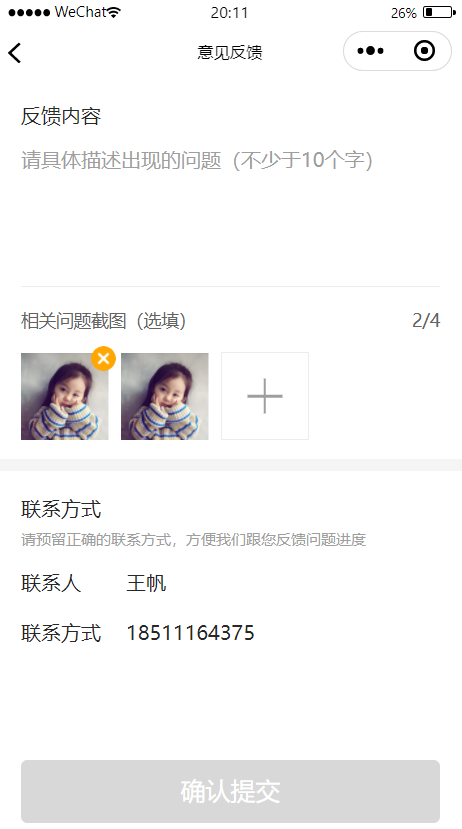 WeChat 20:11 26%
意见反馈
反馈内容
请具体描述出现的问题（不少于10个字）
相关问题截图（选填） 2/4
联系方式
请预留正确的联系方式，方便我们跟您反馈问题进度
联系人 王帆
联系方式 18511164375
确认提交